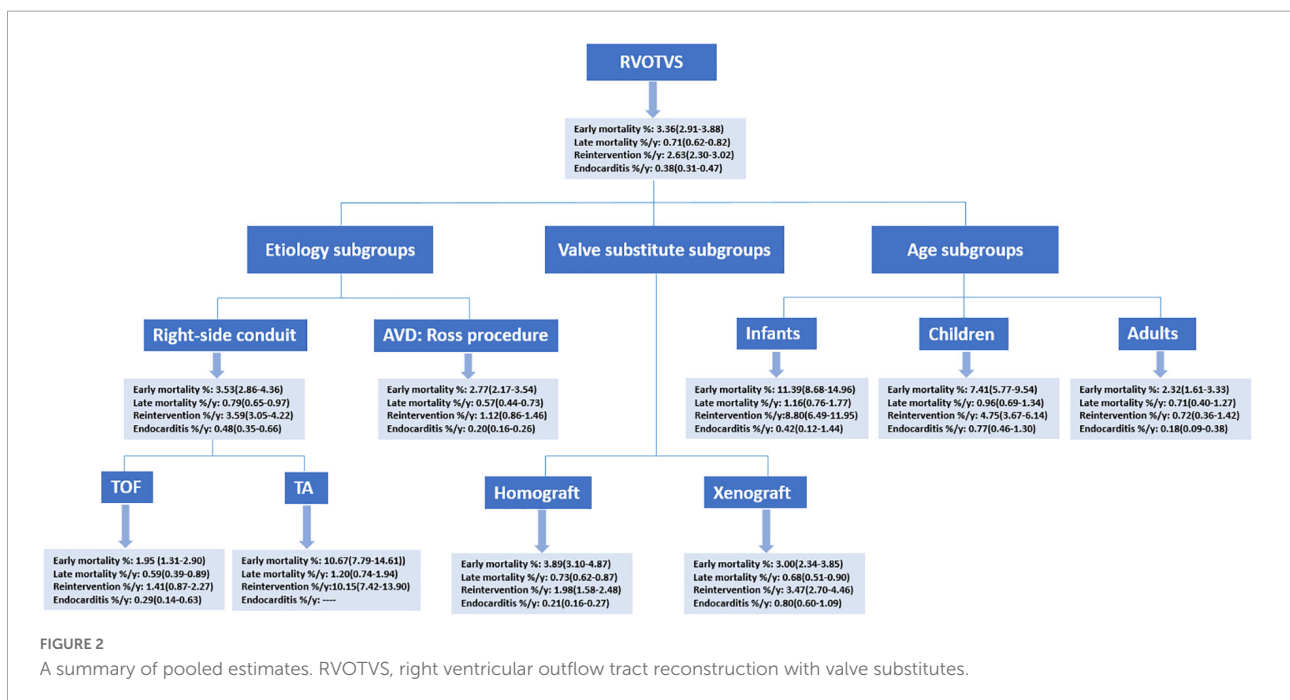 RVOTVS
Early mortality %: 3.36(2.91-3.88)
Late mortality %/y: 0.71(0.62-0.82)
Reintervention %/y: 2.63(2.30-3.02)
Endocarditis %/y: 0.38(0.31-0.47)
Etiology subgroups
Valve substitute subgroups
Age subgroups
Right-side conduit
Early mortality %: 3.53(2.86-4.36)
Late mortality %/y: 0.79(0.65-0.97)
Reintervention %/y: 3.59(3.05-4.22)
Endocarditis %/y: 0.48(0.35-0.66)
AVD: Ross procedure
Early mortality %: 2.77(2.17-3.54)
Late mortality %/y: 0.57(0.44-0.73)
Reintervention %/y: 1.12(0.86-1.46)
Endocarditis %/y: 0.20(0.16-0.26)
Infants
Early mortality %: 11.39(8.68-14.96)
Late mortality %/y: 1.16(0.76-1.77)
Reintervention %/y:8.80(6.49-11.95)
Endocarditis %/y: 0.42(0.12-1.44)
Children
Early mortality %: 7.41(5.77-9.54)
Late mortality %/y: 0.96(0.69-1.34)
Reintervention %/y: 4.75(3.67-6.14)
Endocarditis %/y: 0.77(0.46-1.30)
Adults
Early mortality %: 2.32(1.61-3.33)
Late mortality %/y: 0.71(0.40-1.27)
Reintervention %/y: 0.72(0.36-1.42)
Endocarditis %/y: 0.18(0.09-0.38)
TOF
Early mortality %: 1.95 (1.31-2.90)
Late mortality %/y: 0.59(0.39-0.89)
Reintervention %/y: 1.41(0.87-2.27)
Endocarditis %/y: 0.29(0.14-0.63)
TA
Early mortality %: 10.67(7.79-14.61))
Late mortality %/y: 1.20(0.74-1.94)
Reintervention %/y:10.15(7.42-13.90)
Endocarditis %/y: ----
Homograft
Early mortality %: 3.89(3.10-4.87)
Late mortality %/y: 0.73(0.62-0.87)
Reintervention %/y: 1.98(1.58-2.48)
Endocarditis %/y: 0.21(0.16-0.27)
Xenograft
Early mortality %: 3.00(2.34-3.85)
Late mortality %/y: 0.68(0.51-0.90)
Reintervention %/y: 3.47(2.70-4.46)
Endocarditis %/y: 0.80(0.60-1.09)
FIGURE 2
A summary of pooled estimates. RVOTVS, right ventricular outflow tract reconstruction with valve substitutes.